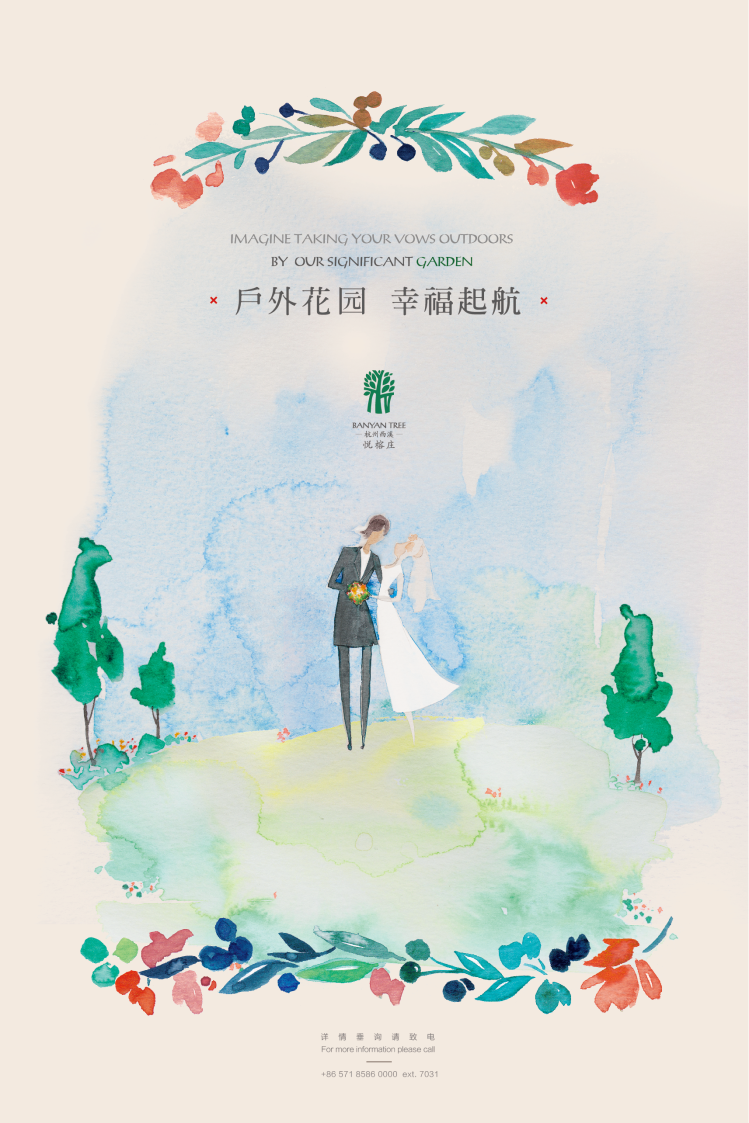 IMAGINE TAKING YOUR VOWS OUTDOORS
BY OUR SIGNIFICANT GARDEN
× 戶外花园 幸福起航 ×
BANYAN TREE
— 杭州西溪 —
悦榕庄
详情垂询请致电
For more information please call
+86 571 8586 0000 ext. 7031